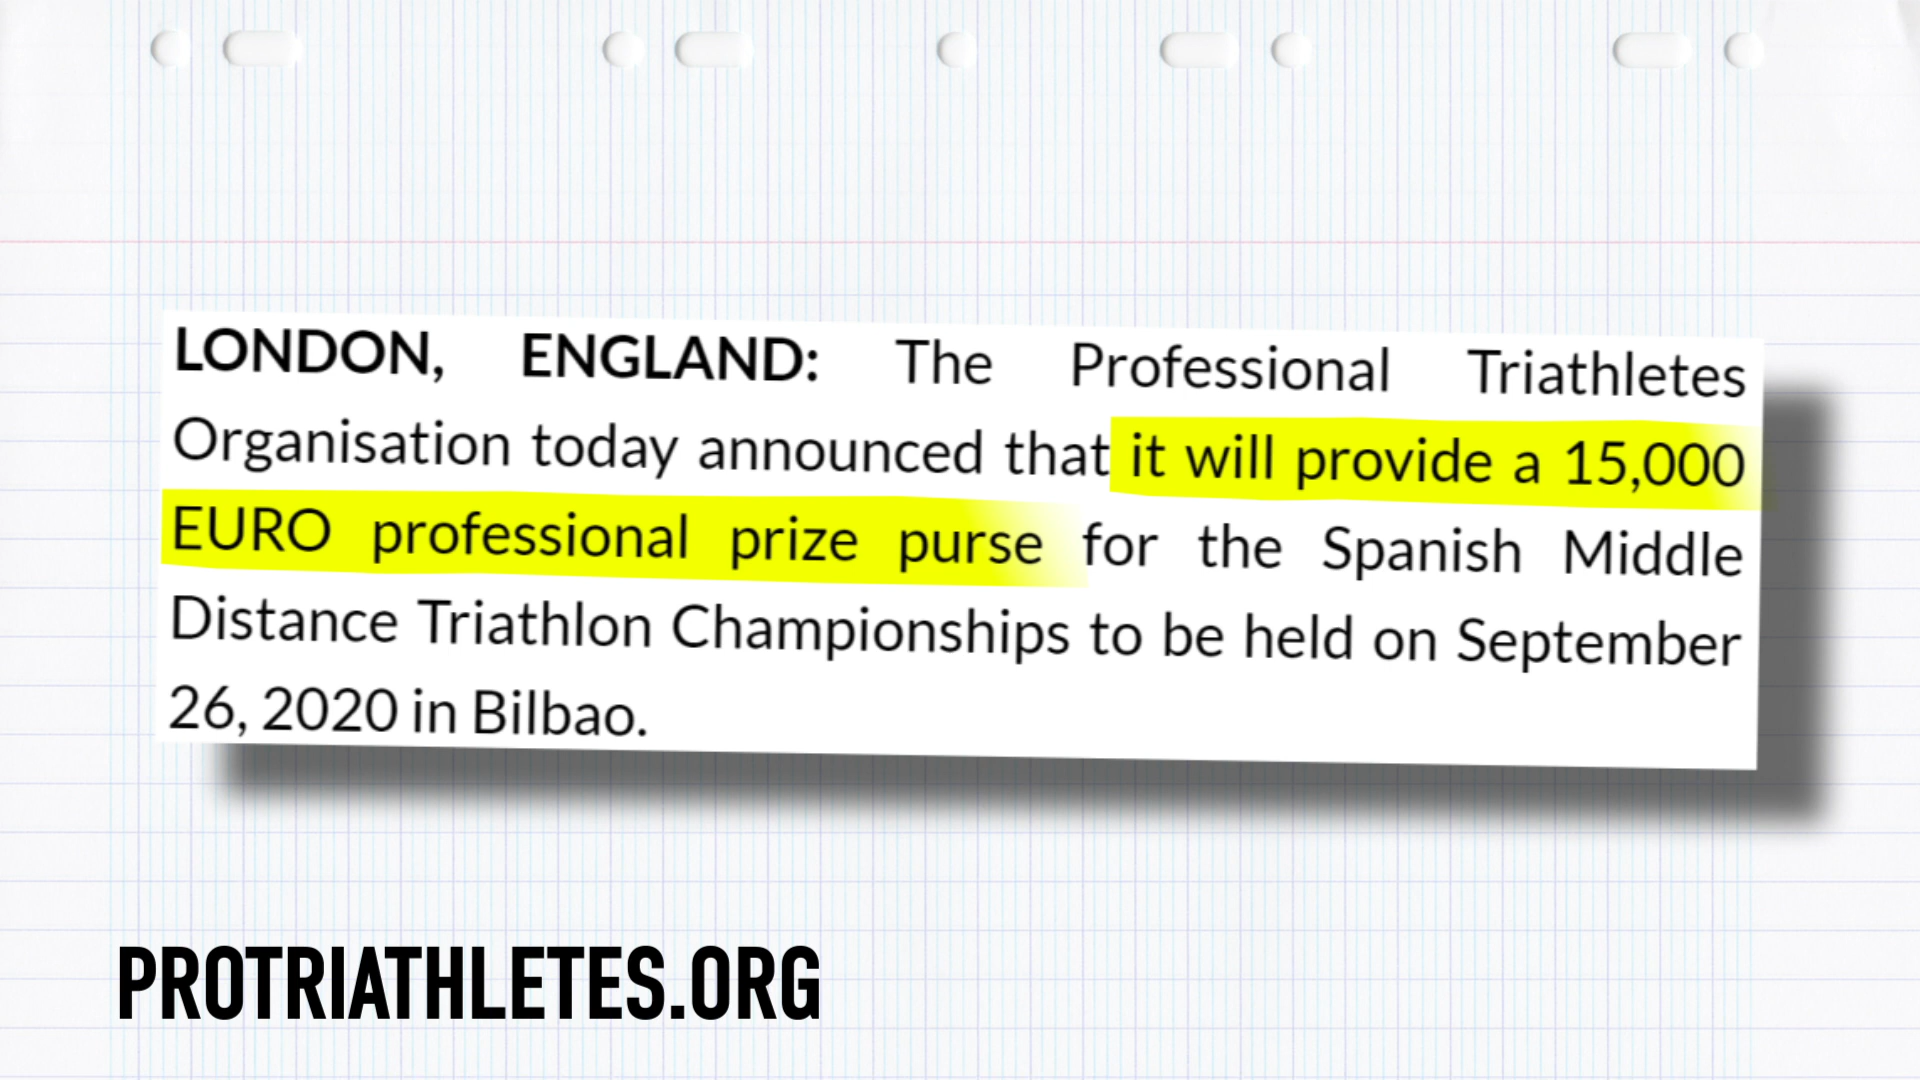 LONDON, ENGLAND: The Professional Triathletes
Organisation today announced that it will provide a 15,000
EURO professional prize purse for the Spanish Middle
Distance Triathlon Championships to be held on September
26, 2020 in Bilbao.
PROTRIATHLETES.ORG